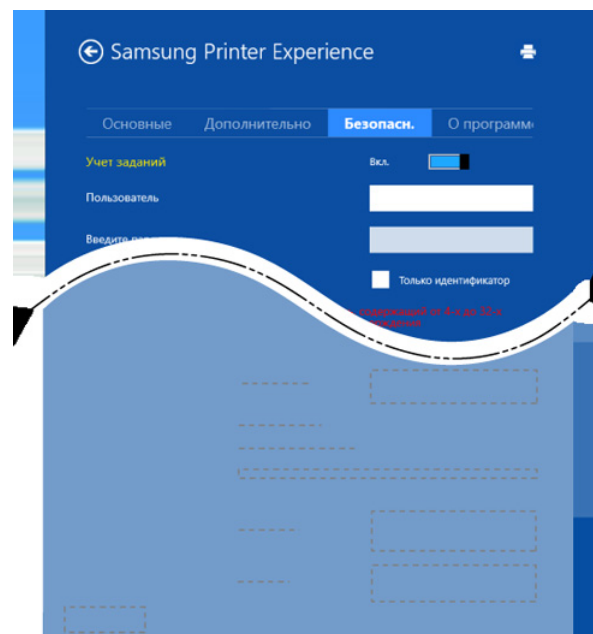 Samsung Printer Experience
Основные Дополнительно Безопасн. О программ
Учет заданий Вкл.
Пользователь
Введите
Только идентификатор
содержащий от 4-х до 32-х